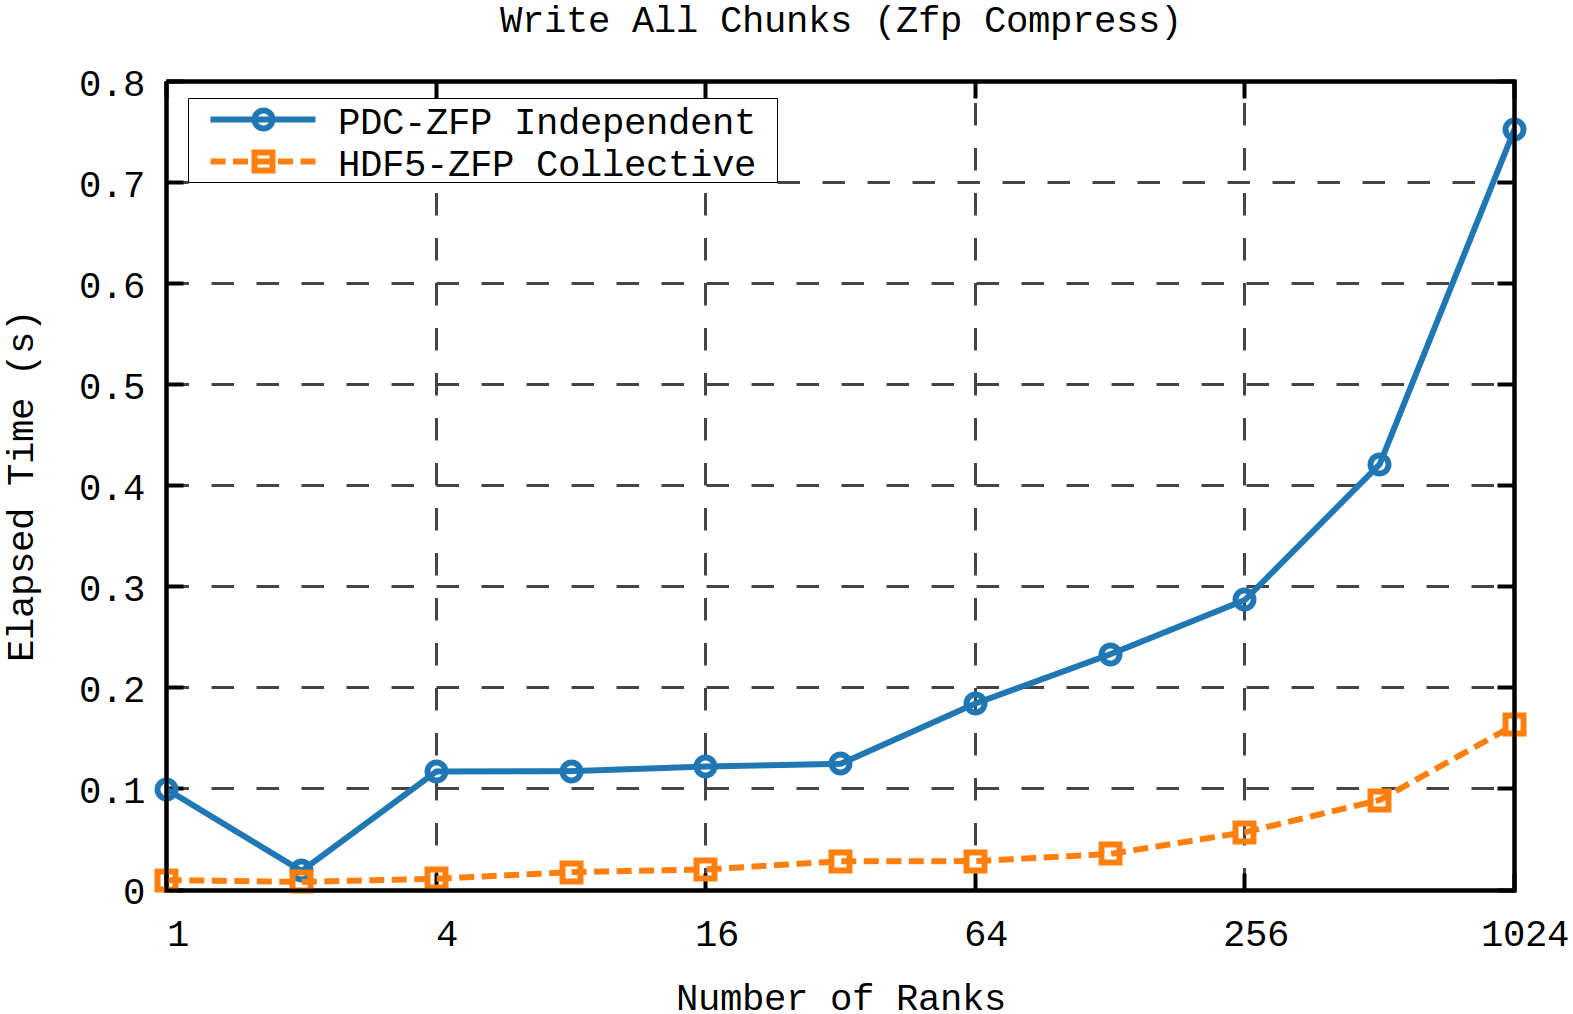 Write All Chunks (Zfp Compress)
PDC-ZFP Independent
HDF5-ZFP Collective
0.8
0.7
0.6
0.5
0.4
0.3
0.2
0.1
0
Elapsed Time (s)
1 4 16 64 256 1024
Number of Ranks